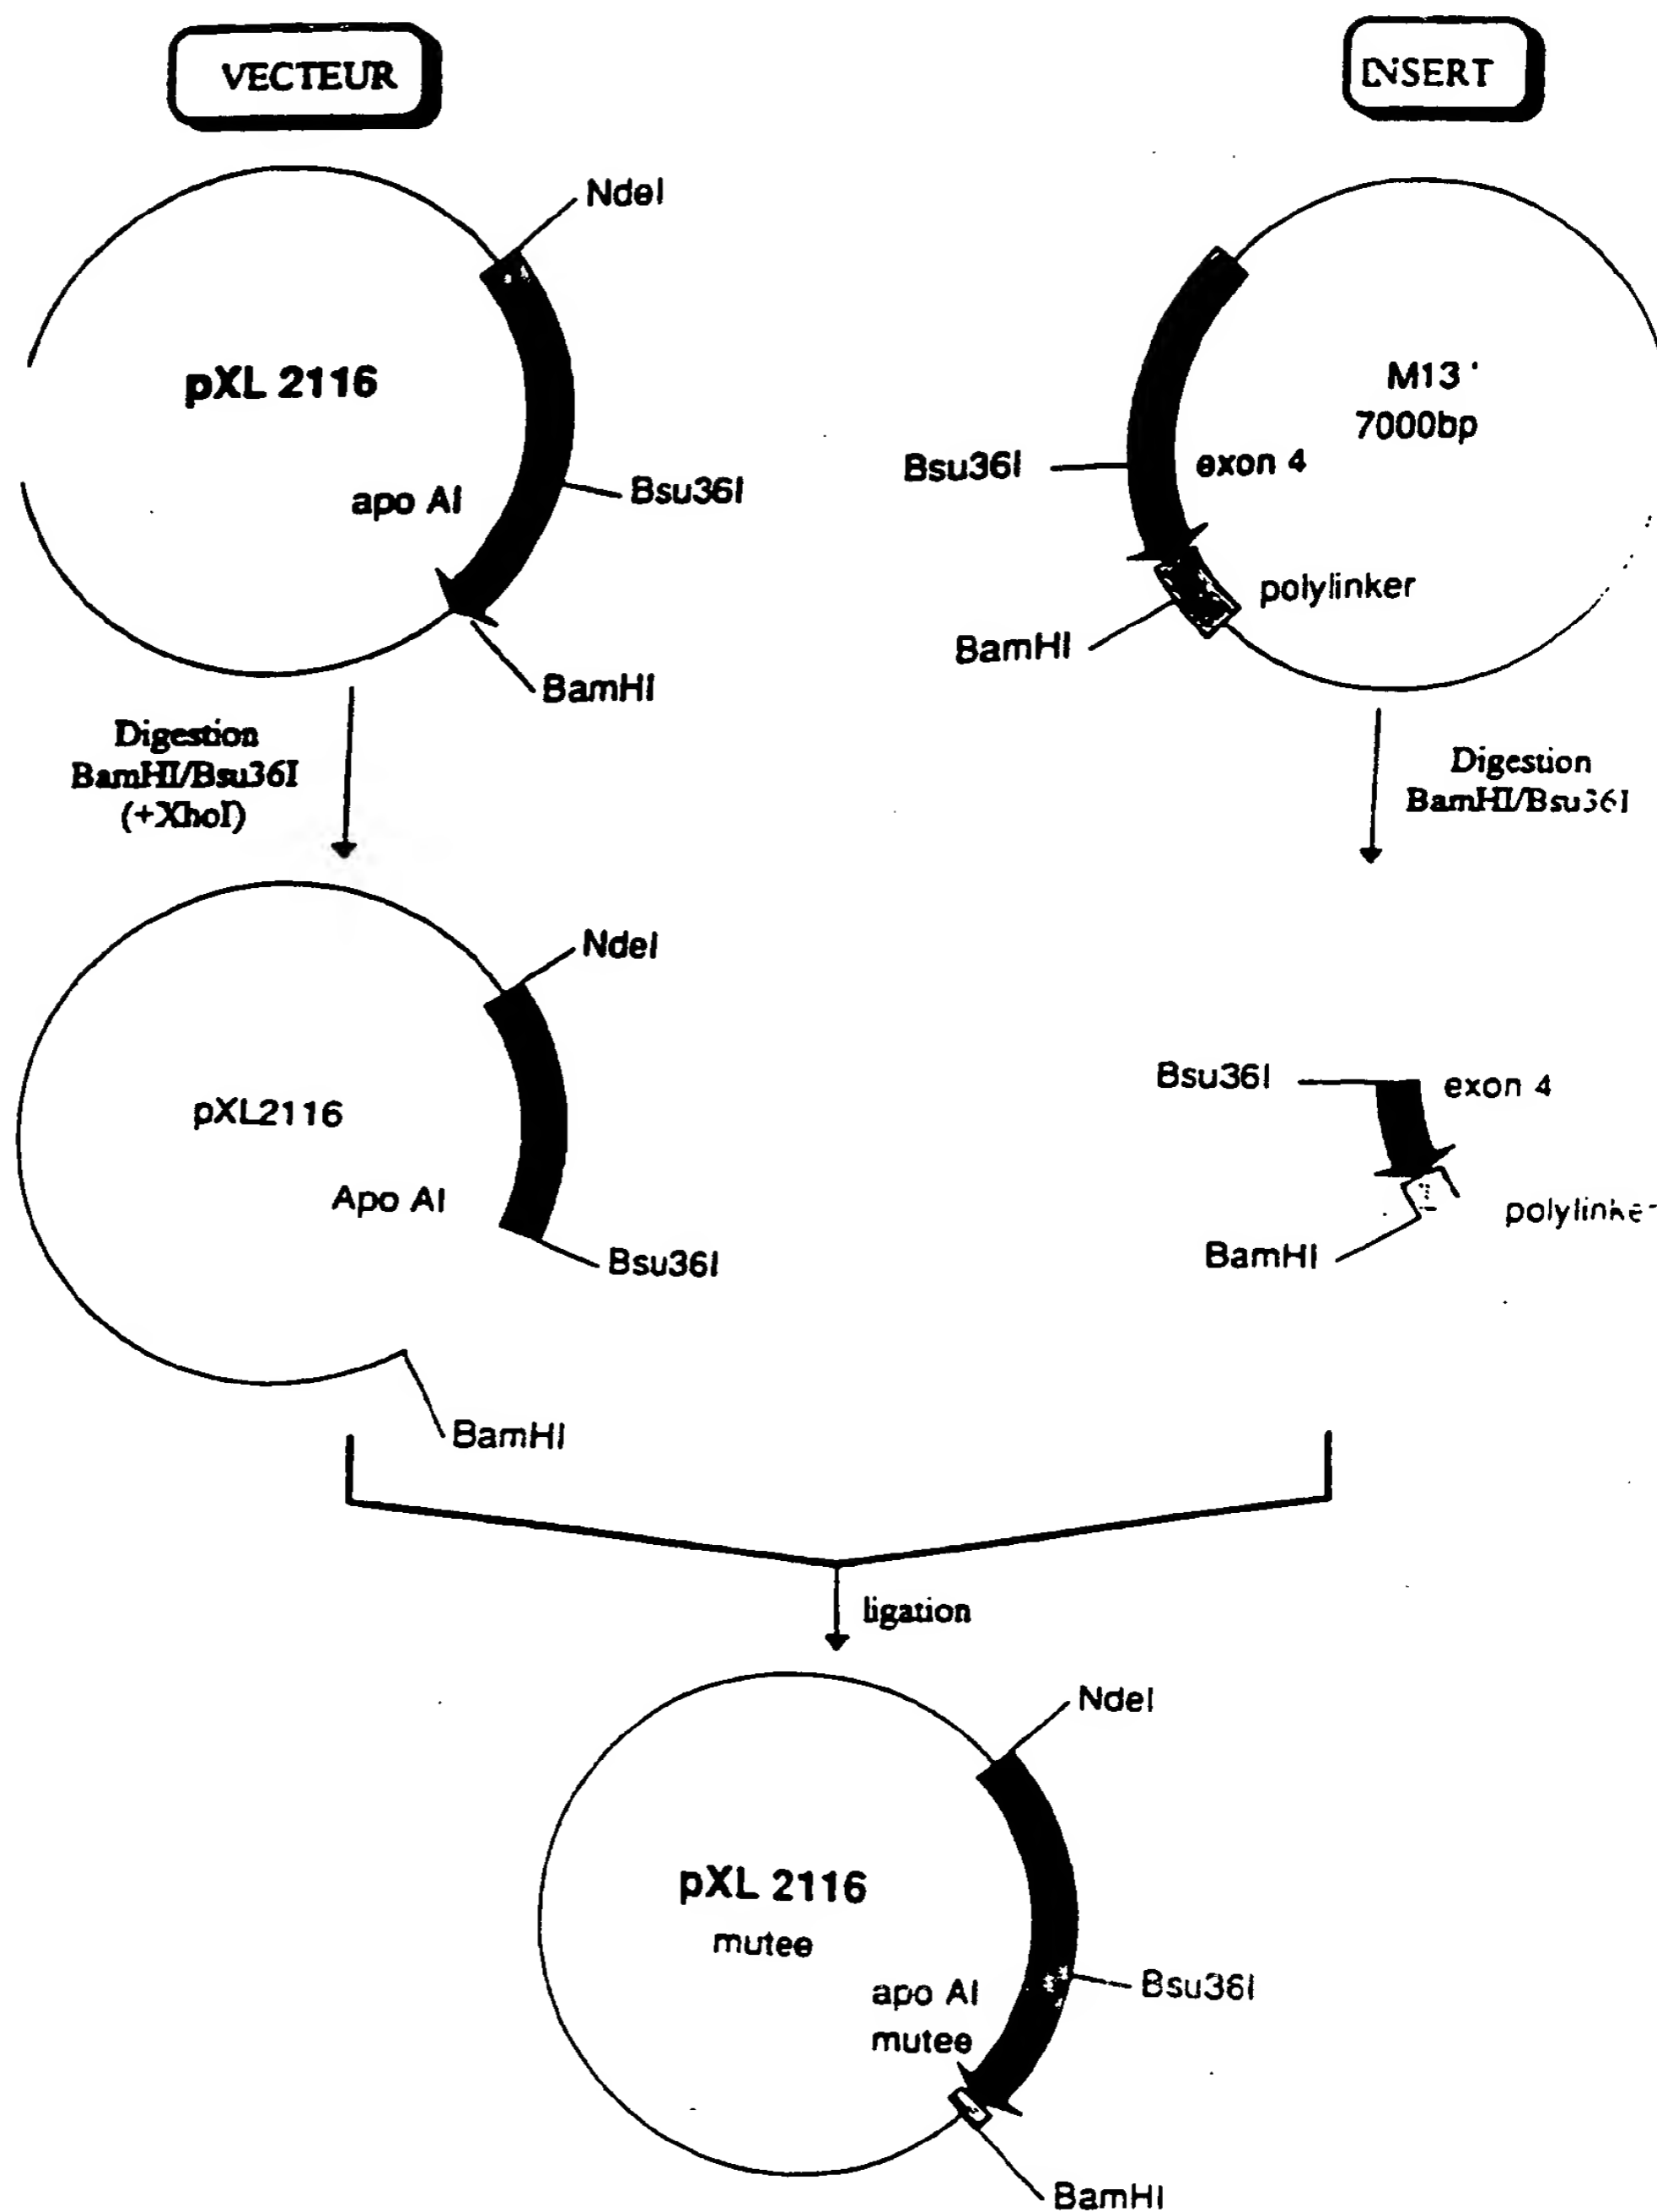 VECTEUR
INSERT
NdeI
pXL 2116
apo AI
Bsu36I
BamHI
M13
7000bp
Bsu36I
exon 4
polylinker
BamHI
Digestion
BamHI/Bsu36I
(+XhoI)
Digestion
BamHI/Bsu36I
NdeI
pXL2116
Apo AI
Bsu36I
BamHI
Bsu36I
exon 4
BamHI
ligation
NdeI
pXL 2116
mutee
apo AI
mutee
Bsu36I
BamHI